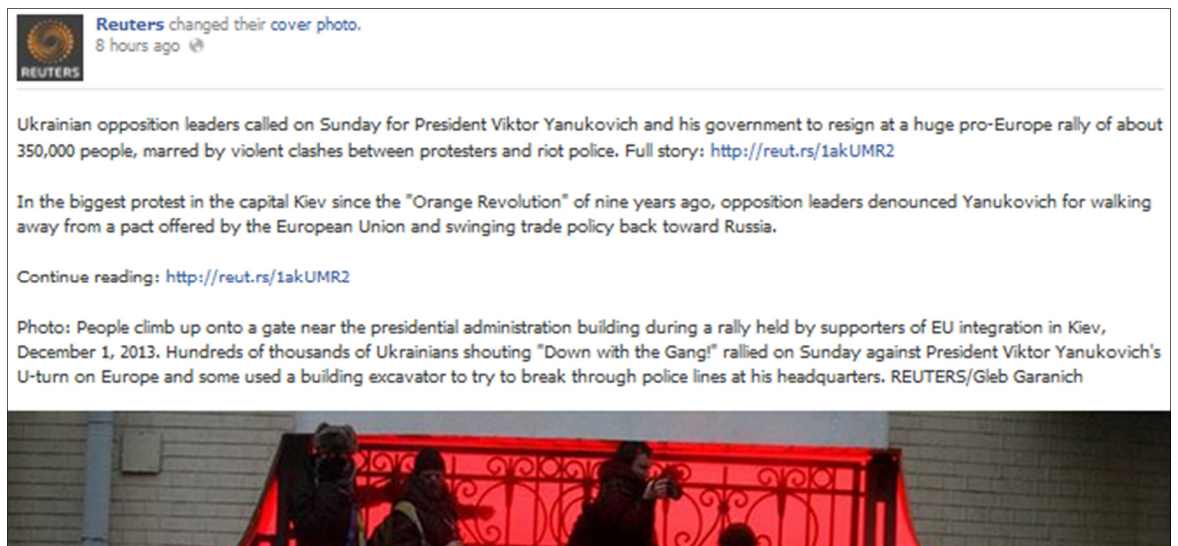 Reuters changed their cover photo.
8 hours ago
REUTERS
Ukrainian opposition leaders called on Sunday for President Viktor Yanukovich and his government to resign at a huge pro-Europe rally of about
350,000 people, marred by violent clashes between protesters and riot police. Full story: http://reut.rs/1akUMR2
In the biggest protest in the capital Kiev since the "Orange Revolution" of nine years ago, opposition leaders denounced Yanukovich for walking
away from a pact offered by the European Union and swinging trade policy back toward Russia.
Continue reading: http://reut.rs/1akUMR2
Photo: People climb up onto a gate near the presidential administration building during a rally held by supporters of EU integration in Kiev,
December 1, 2013. Hundreds of thousands of Ukrainians shouting "Down with the Gang!" rallied on Sunday against President Viktor Yanukovich's
U-turn on Europe and some used a building excavator to try to break through police lines at his headquarters. REUTERS/Gleb Garanich